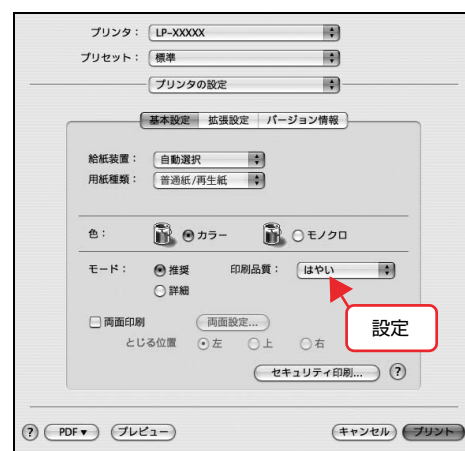 プリンタ： LP-XXXXX
プリセット： 標準
プリンタの設定
基本設定 拡張設定 バージョン情報
給紙装置： 自動選択
用紙種類： 普通紙/再生紙
色： カラー モノクロ
モード： 推奨 印刷品質： はやい
詳細
設定
両面印刷 両面設定...
とじる位置 左 上 右
セキュリティ印刷... ?
? PDF▼ プレビュー キャンセル プリント